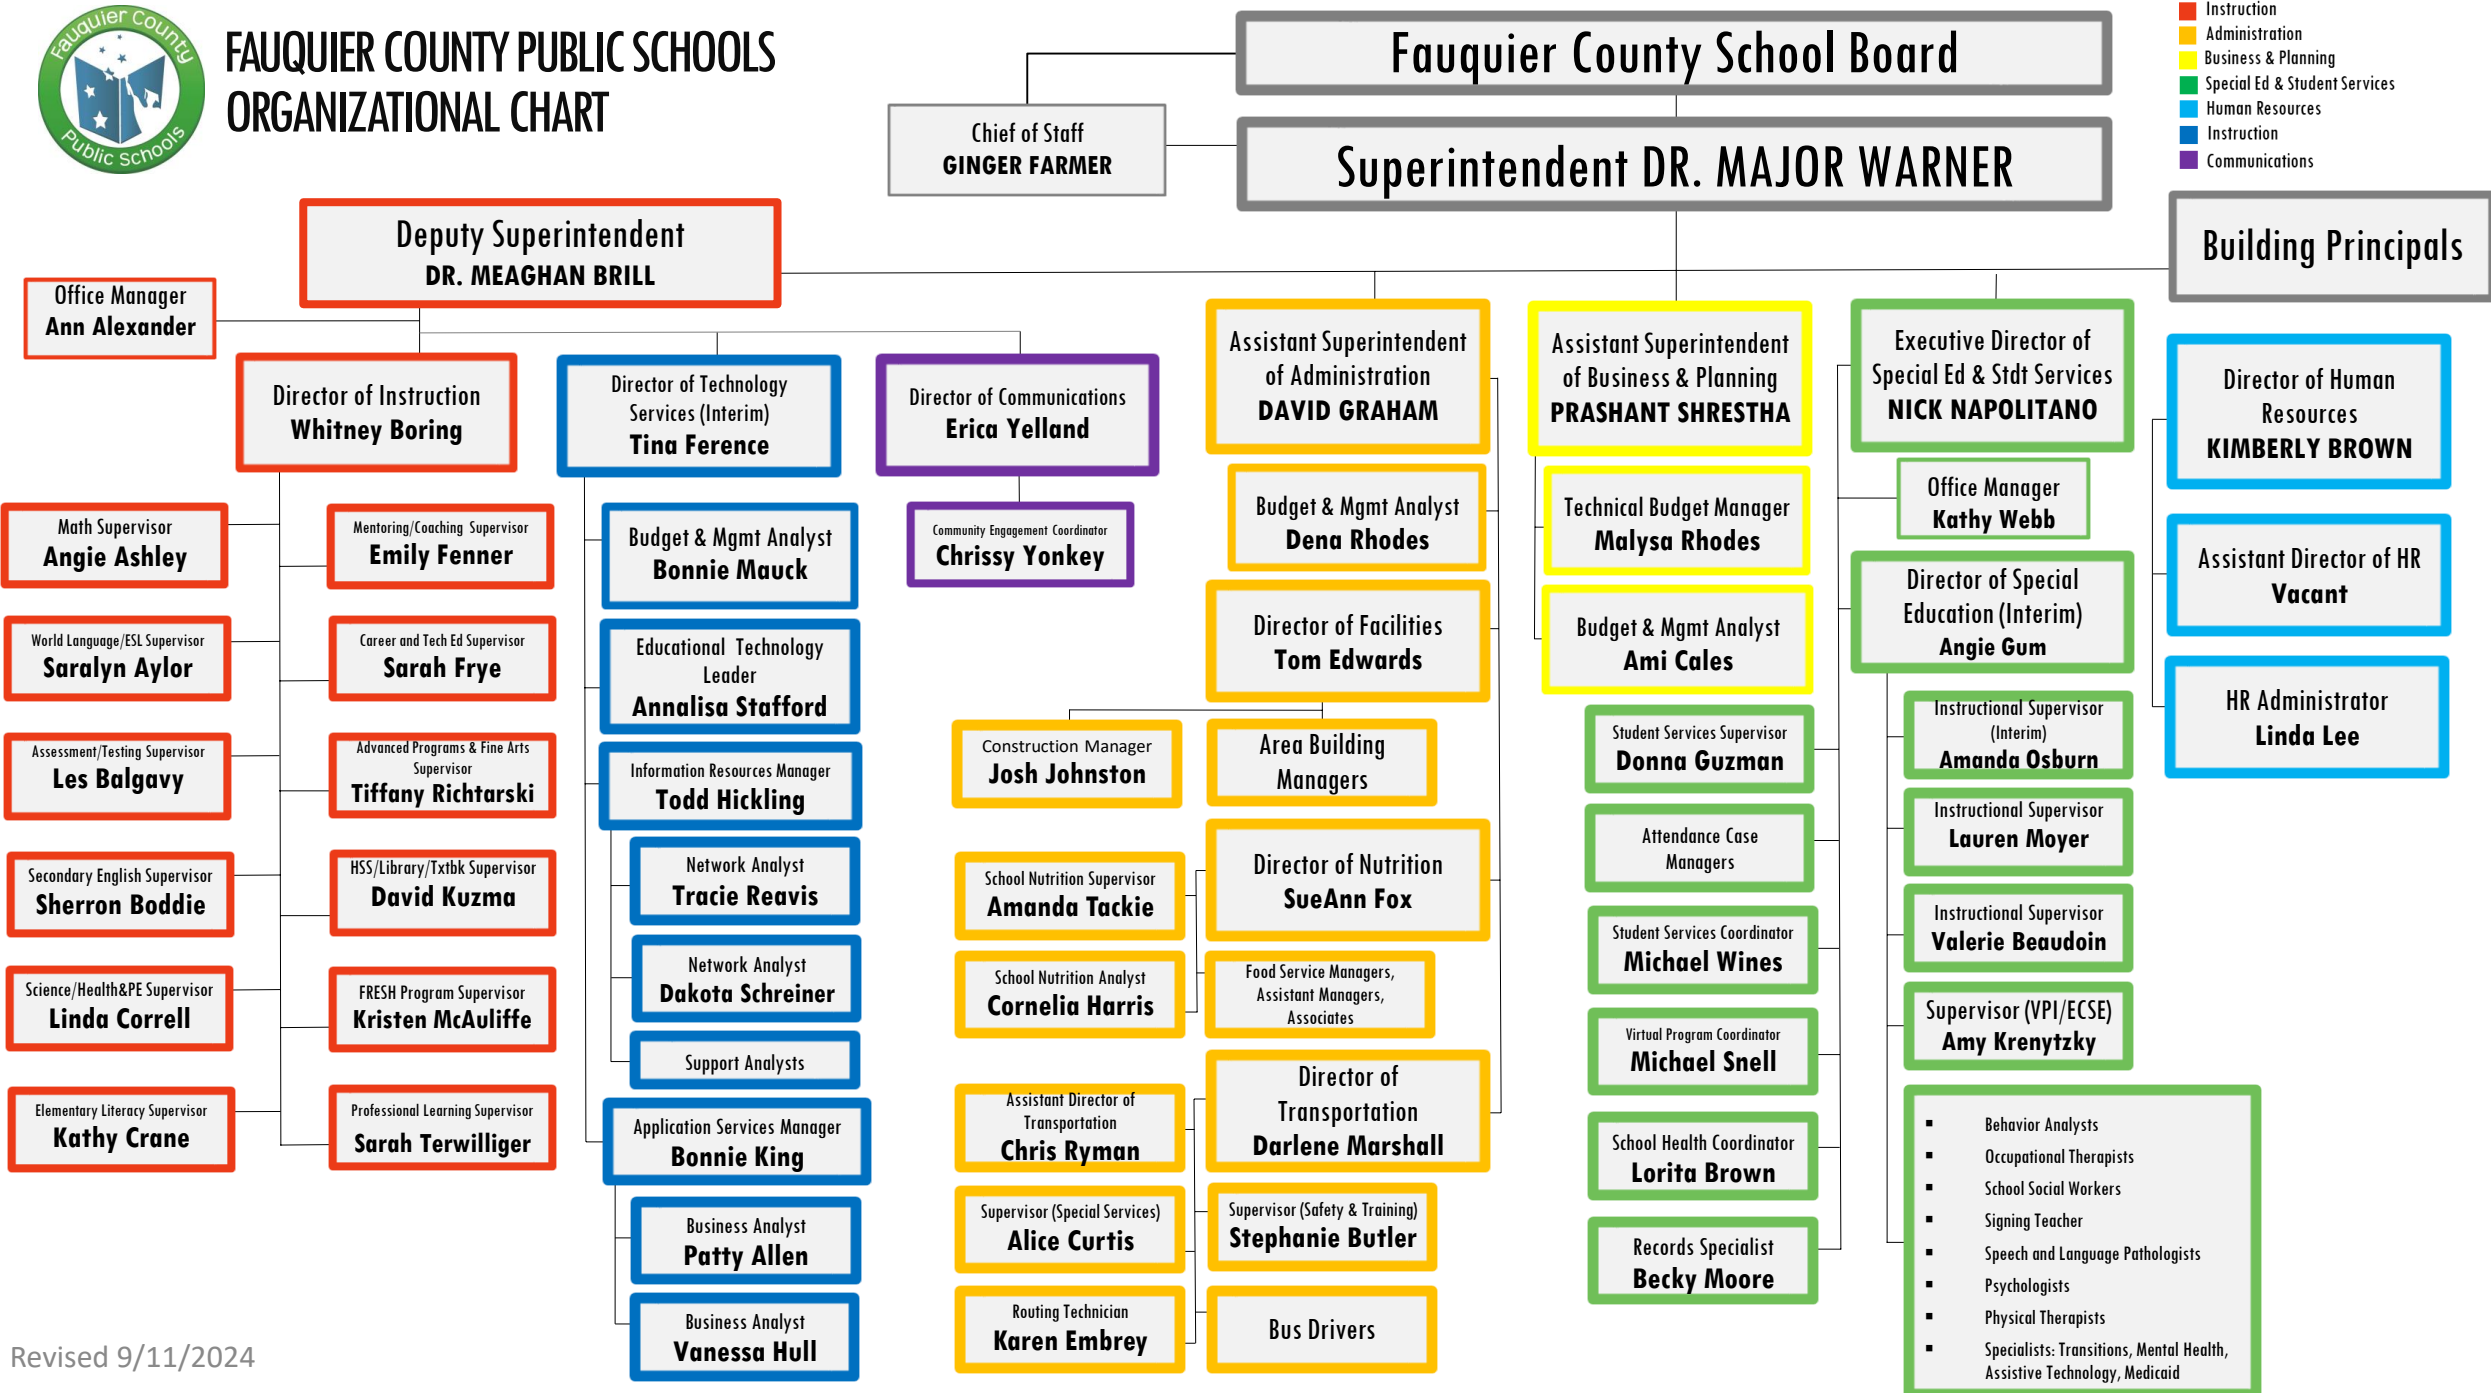 Fauquier County
Public Schools
FAUQUIER COUNTY PUBLIC SCHOOLS
ORGANIZATIONAL CHART
Fauquier County School Board
Chief of Staff
GINGER FARMER
Superintendent DR. MAJOR WARNER
Instruction
Administration
Business & Planning
Special Ed & Student Services
Human Resources
Instruction
Communications
Building Principals
Deputy Superintendent
DR. MEAGHAN BRILL
Office Manager
Ann Alexander
Director of Instruction
Whitney Boring
Math Supervisor
Angie Ashley
World Language/ESL Supervisor
Saralyn Aylor
Assessment/Testing Supervisor
Les Balgavy
Secondary English Supervisor
Sherron Boddie
Science/Health&PE Supervisor
Linda Correll
Elementary Literacy Supervisor
Kathy Crane
Mentoring/Coaching Supervisor
Emily Fenner
Career and Tech Ed Supervisor
Sarah Frye
Advanced Programs & Fine Arts
Supervisor
Tiffany Richtarski
HSS/Library/Txtbk Supervisor
David Kuzma
FRESH Program Supervisor
Kristen McAuliffe
Professional Learning Supervisor
Sarah Terwilliger
Director of Technology
Services (Interim)
Tina Ference
Budget & Mgmt Analyst
Bonnie Mauck
Educational Technology
Leader
Annalisa Stafford
Information Resources Manager
Todd Hickling
Network Analyst
Tracie Reavis
Network Analyst
Dakota Schreiner
Support Analysts
Application Services Manager
Bonnie King
Business Analyst
Patty Allen
Business Analyst
Vanessa Hull
Director of Communications
Erica Yelland
Community Engagement Coordinator
Chrissy Yonkey
Assistant Superintendent
of Administration
DAVID GRAHAM
Budget & Mgmt Analyst
Dena Rhodes
Director of Facilities
Tom Edwards
Construction Manager
Josh Johnston
Area Building
Managers
Director of Nutrition
SueAnn Fox
School Nutrition Supervisor
Amanda Tackie
School Nutrition Analyst
Cornelia Harris
Food Service Managers,
Assistant Managers,
Associates
Director of
Transportation
Darlene Marshall
Assistant Director of
Transportation
Chris Ryman
Supervisor (Special Services)
Alice Curtis
Supervisor (Safety & Training)
Stephanie Butler
Routing Technician
Karen Embrey
Bus Drivers
Assistant Superintendent
of Business & Planning
PRASHANT SHRESTHA
Technical Budget Manager
Malysa Rhodes
Budget & Mgmt Analyst
Ami Cales
Executive Director of
Special Ed & Stdt Services
NICK NAPOLITANO
Office Manager
Kathy Webb
Director of Special
Education (Interim)
Angie Gum
Student Services Supervisor
Donna Guzman
Attendance Case
Managers
Student Services Coordinator
Michael Wines
Virtual Program Coordinator
Michael Snell
School Health Coordinator
Lorita Brown
Records Specialist
Becky Moore
Instructional Supervisor
(Interim)
Amanda Osburn
Instructional Supervisor
Lauren Moyer
Instructional Supervisor
Valerie Beaudoin
Supervisor (VPI/ECSE)
Amy Krenytzky
▪ Behavior Analysts
▪ Occupational Therapists
▪ School Social Workers
▪ Signing Teacher
▪ Speech and Language Pathologists
▪ Psychologists
▪ Physical Therapists
▪ Specialists: Transitions, Mental Health,
Assistive Technology, Medicaid
Director of Human
Resources
KIMBERLY BROWN
Assistant Director of HR
Vacant
HR Administrator
Linda Lee
Revised 9/11/2024